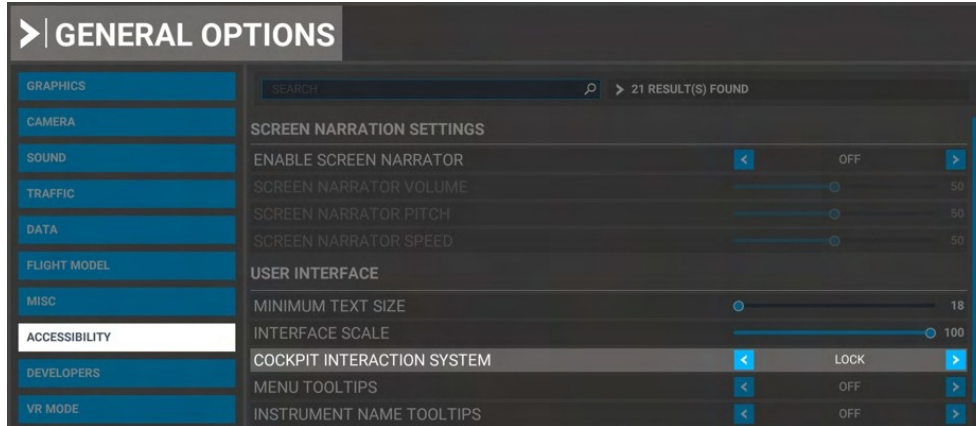 GENERAL OPTIONS
GRAPHICS
CAMERA
SOUND
TRAFFIC
DATA
FLIGHT MODEL
MISC
ACCESSIBILITY
DEVELOPERS
VR MODE
SEARCH
21 RESULT(S) FOUND
SCREEN NARRATION SETTINGS
ENABLE SCREEN NARRATOR OFF
SCREEN NARRATOR VOLUME 50
SCREEN NARRATOR PITCH 50
SCREEN NARRATOR SPEED 50
USER INTERFACE
MINIMUM TEXT SIZE 18
INTERFACE SCALE 100
COCKPIT INTERACTION SYSTEM LOCK
MENU TOOLTIPS OFF
INSTRUMENT NAME TOOLTIPS OFF